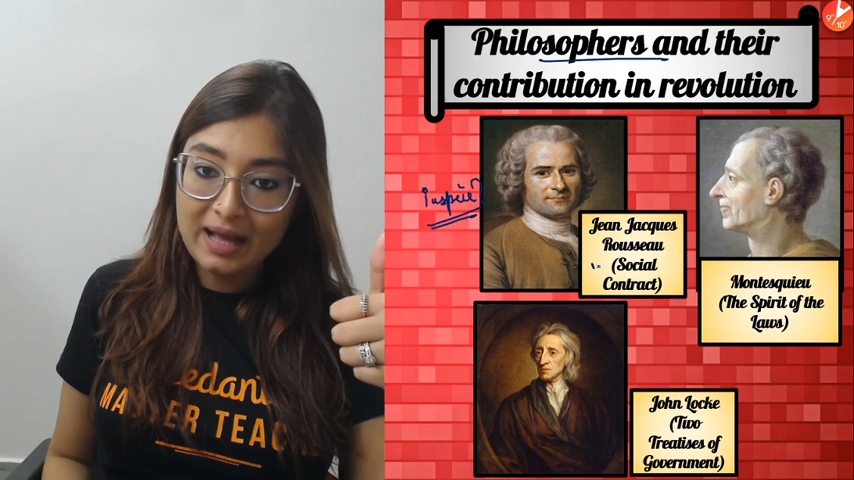 Philosophers and their
contribution in revolution
Jean Jacques
Rousseau
(Social
Contract)
Montesquieu
(The Spirit of the
Laws)
John Locke
(Two
Treatises of
Government)
MASTER TEAC